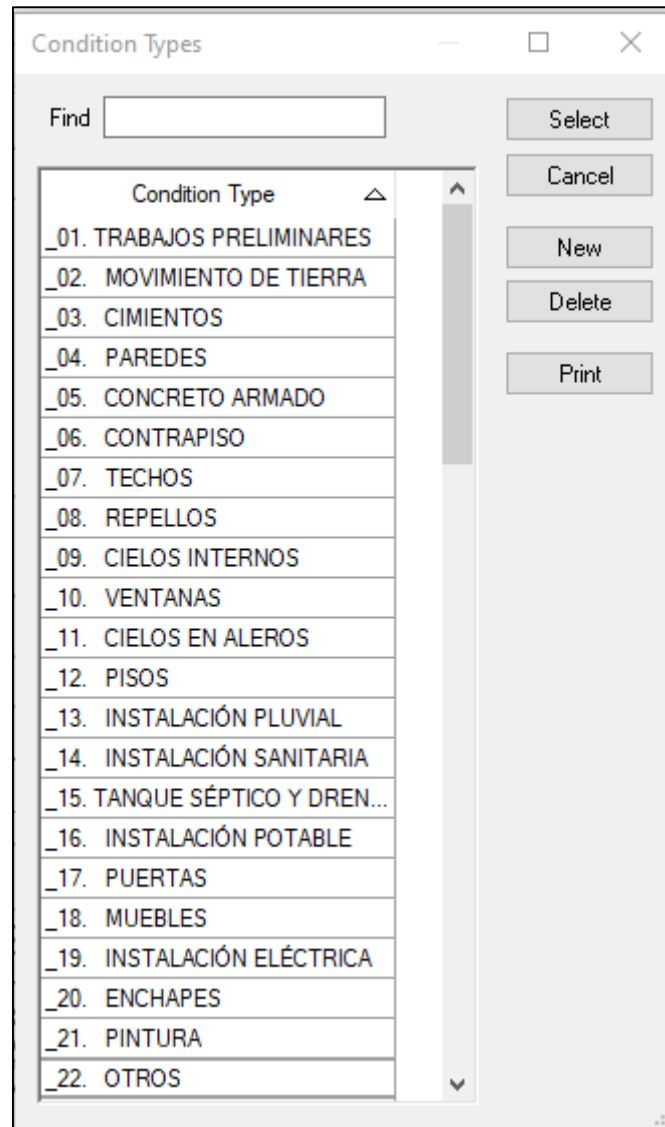 Condition Types
Find
Select
Cancel
New
Delete
Print
Condition Type
_01. TRABAJOS PRELIMINARES
_02. MOVIMIENTO DE TIERRA
_03. CIMIENTOS
_04. PAREDES
_05. CONCRETO ARMADO
_06. CONTRAPISO
_07. TECHOS
_08. REPELLOS
_09. CIELOS INTERNOS
_10. VENTANAS
_11. CIELOS EN ALEROS
_12. PISOS
_13. INSTALACIÓN PLUVIAL
_14. INSTALACIÓN SANITARIA
_15. TANQUE SÉPTICO Y DREN...
_16. INSTALACIÓN POTABLE
_17. PUERTAS
_18. MUEBLES
_19. INSTALACIÓN ELÉCTRICA
_20. ENCHAPES
_21. PINTURA
_22. OTROS